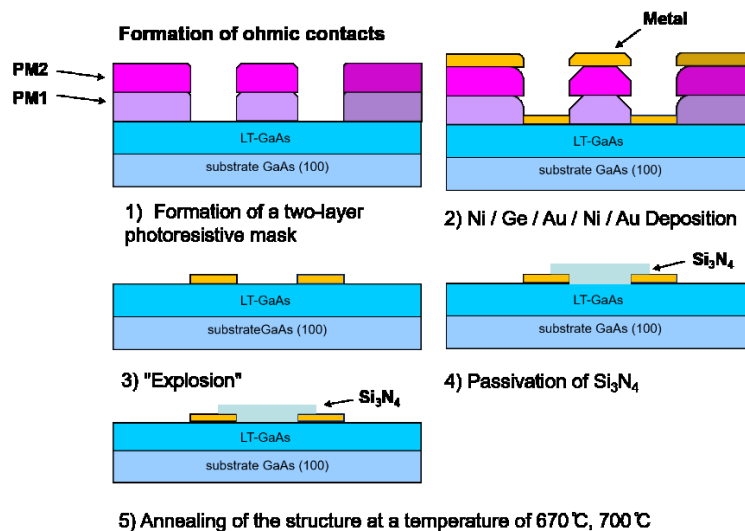 Formation of ohmic contacts
Metal
PM2
PM1
LT-GaAs
substrate GaAs (100)
LT-GaAs
substrate GaAs (100)
1) Formation of a two-layer
photoresistive mask
2) Ni / Ge / Au / Ni / Au Deposition
Si₃N₄
LT-GaAs
substrateGaAs (100)
LT-GaAs
substrate GaAs (100)
3) "Explosion"
4) Passivation of Si₃N₄
Si₃N₄
LT-GaAs
substrate GaAs (100)
5) Annealing of the structure at a temperature of 670℃, 700℃